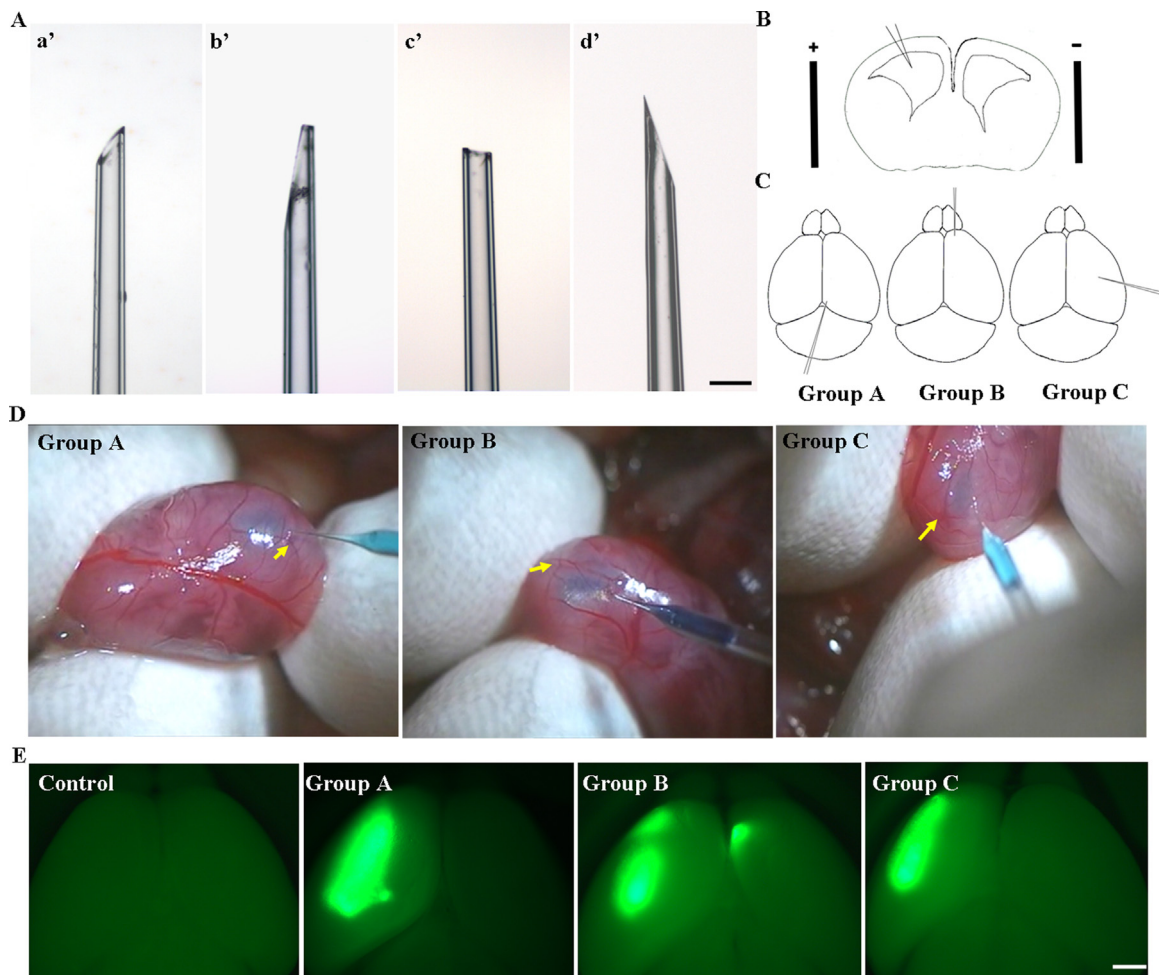 A
a’
b’
c’
d’
B
+
-
C
Group A
Group B
Group C
D
Group A
Group B
Group C
E
Control
Group A
Group B
Group C